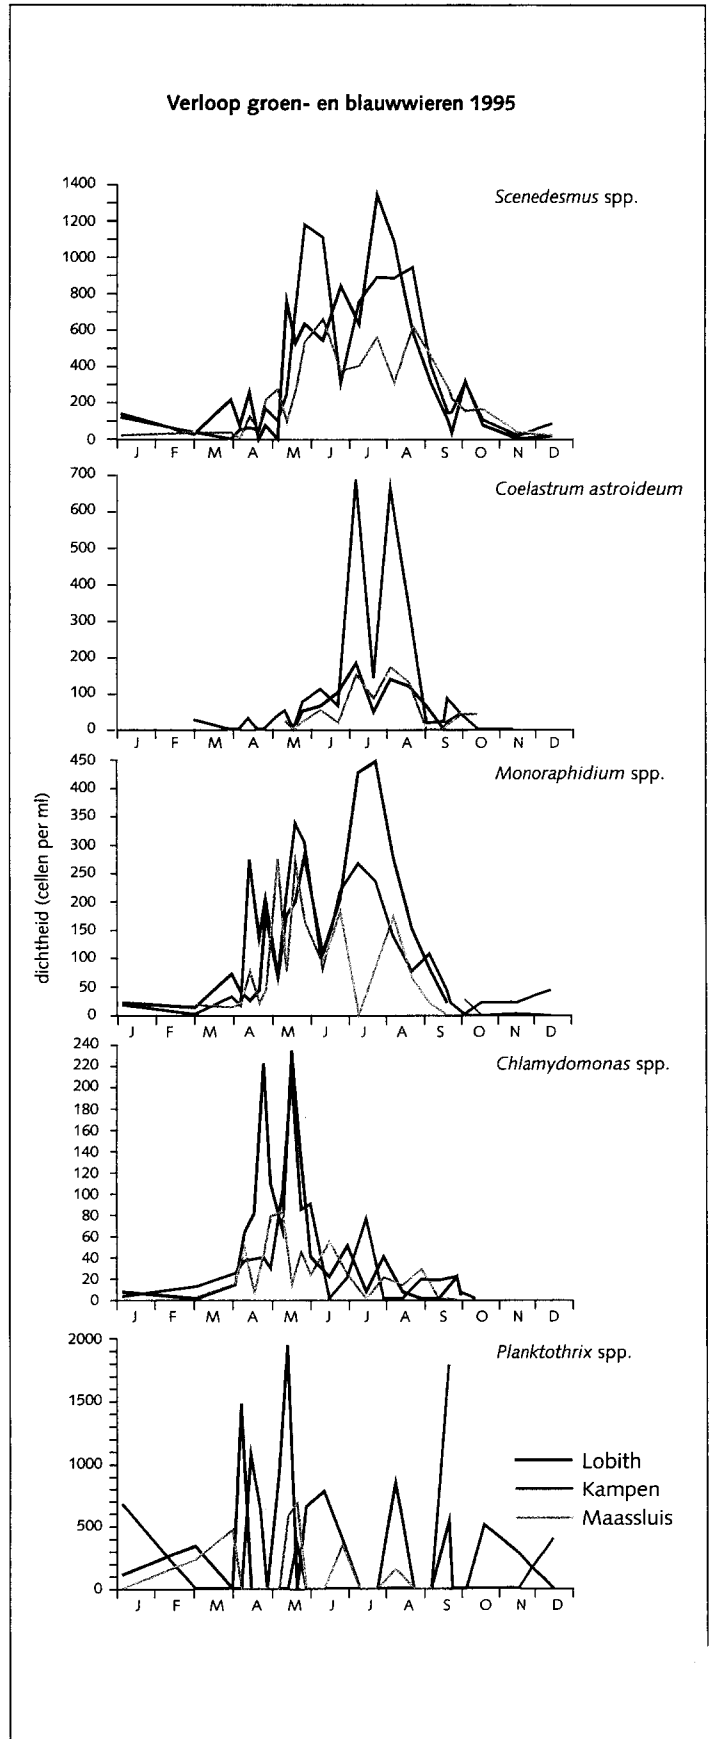 Verloop groen- en blauwwieren 1995
Scenedesmus spp.
1400
1200
1000
800
600
400
200
0
J F M A M J J A S O N D
Coelastrum astroideum
700
600
500
400
300
200
100
0
J F M A M J J A S O N D
Monoraphidium spp.
450
400
350
300
250
200
150
100
50
0
J F M A M J J A S O N D
dichtheid (cellen per ml)
Chlamydomonas spp.
240
220
200
280
160
140
120
100
80
60
40
20
0
J F M A M J J A S O N D
Planktothrix spp.
2000
1500
1000
500
0
J F M A M J J A S O N D
Lobith
Kampen
Maassluis